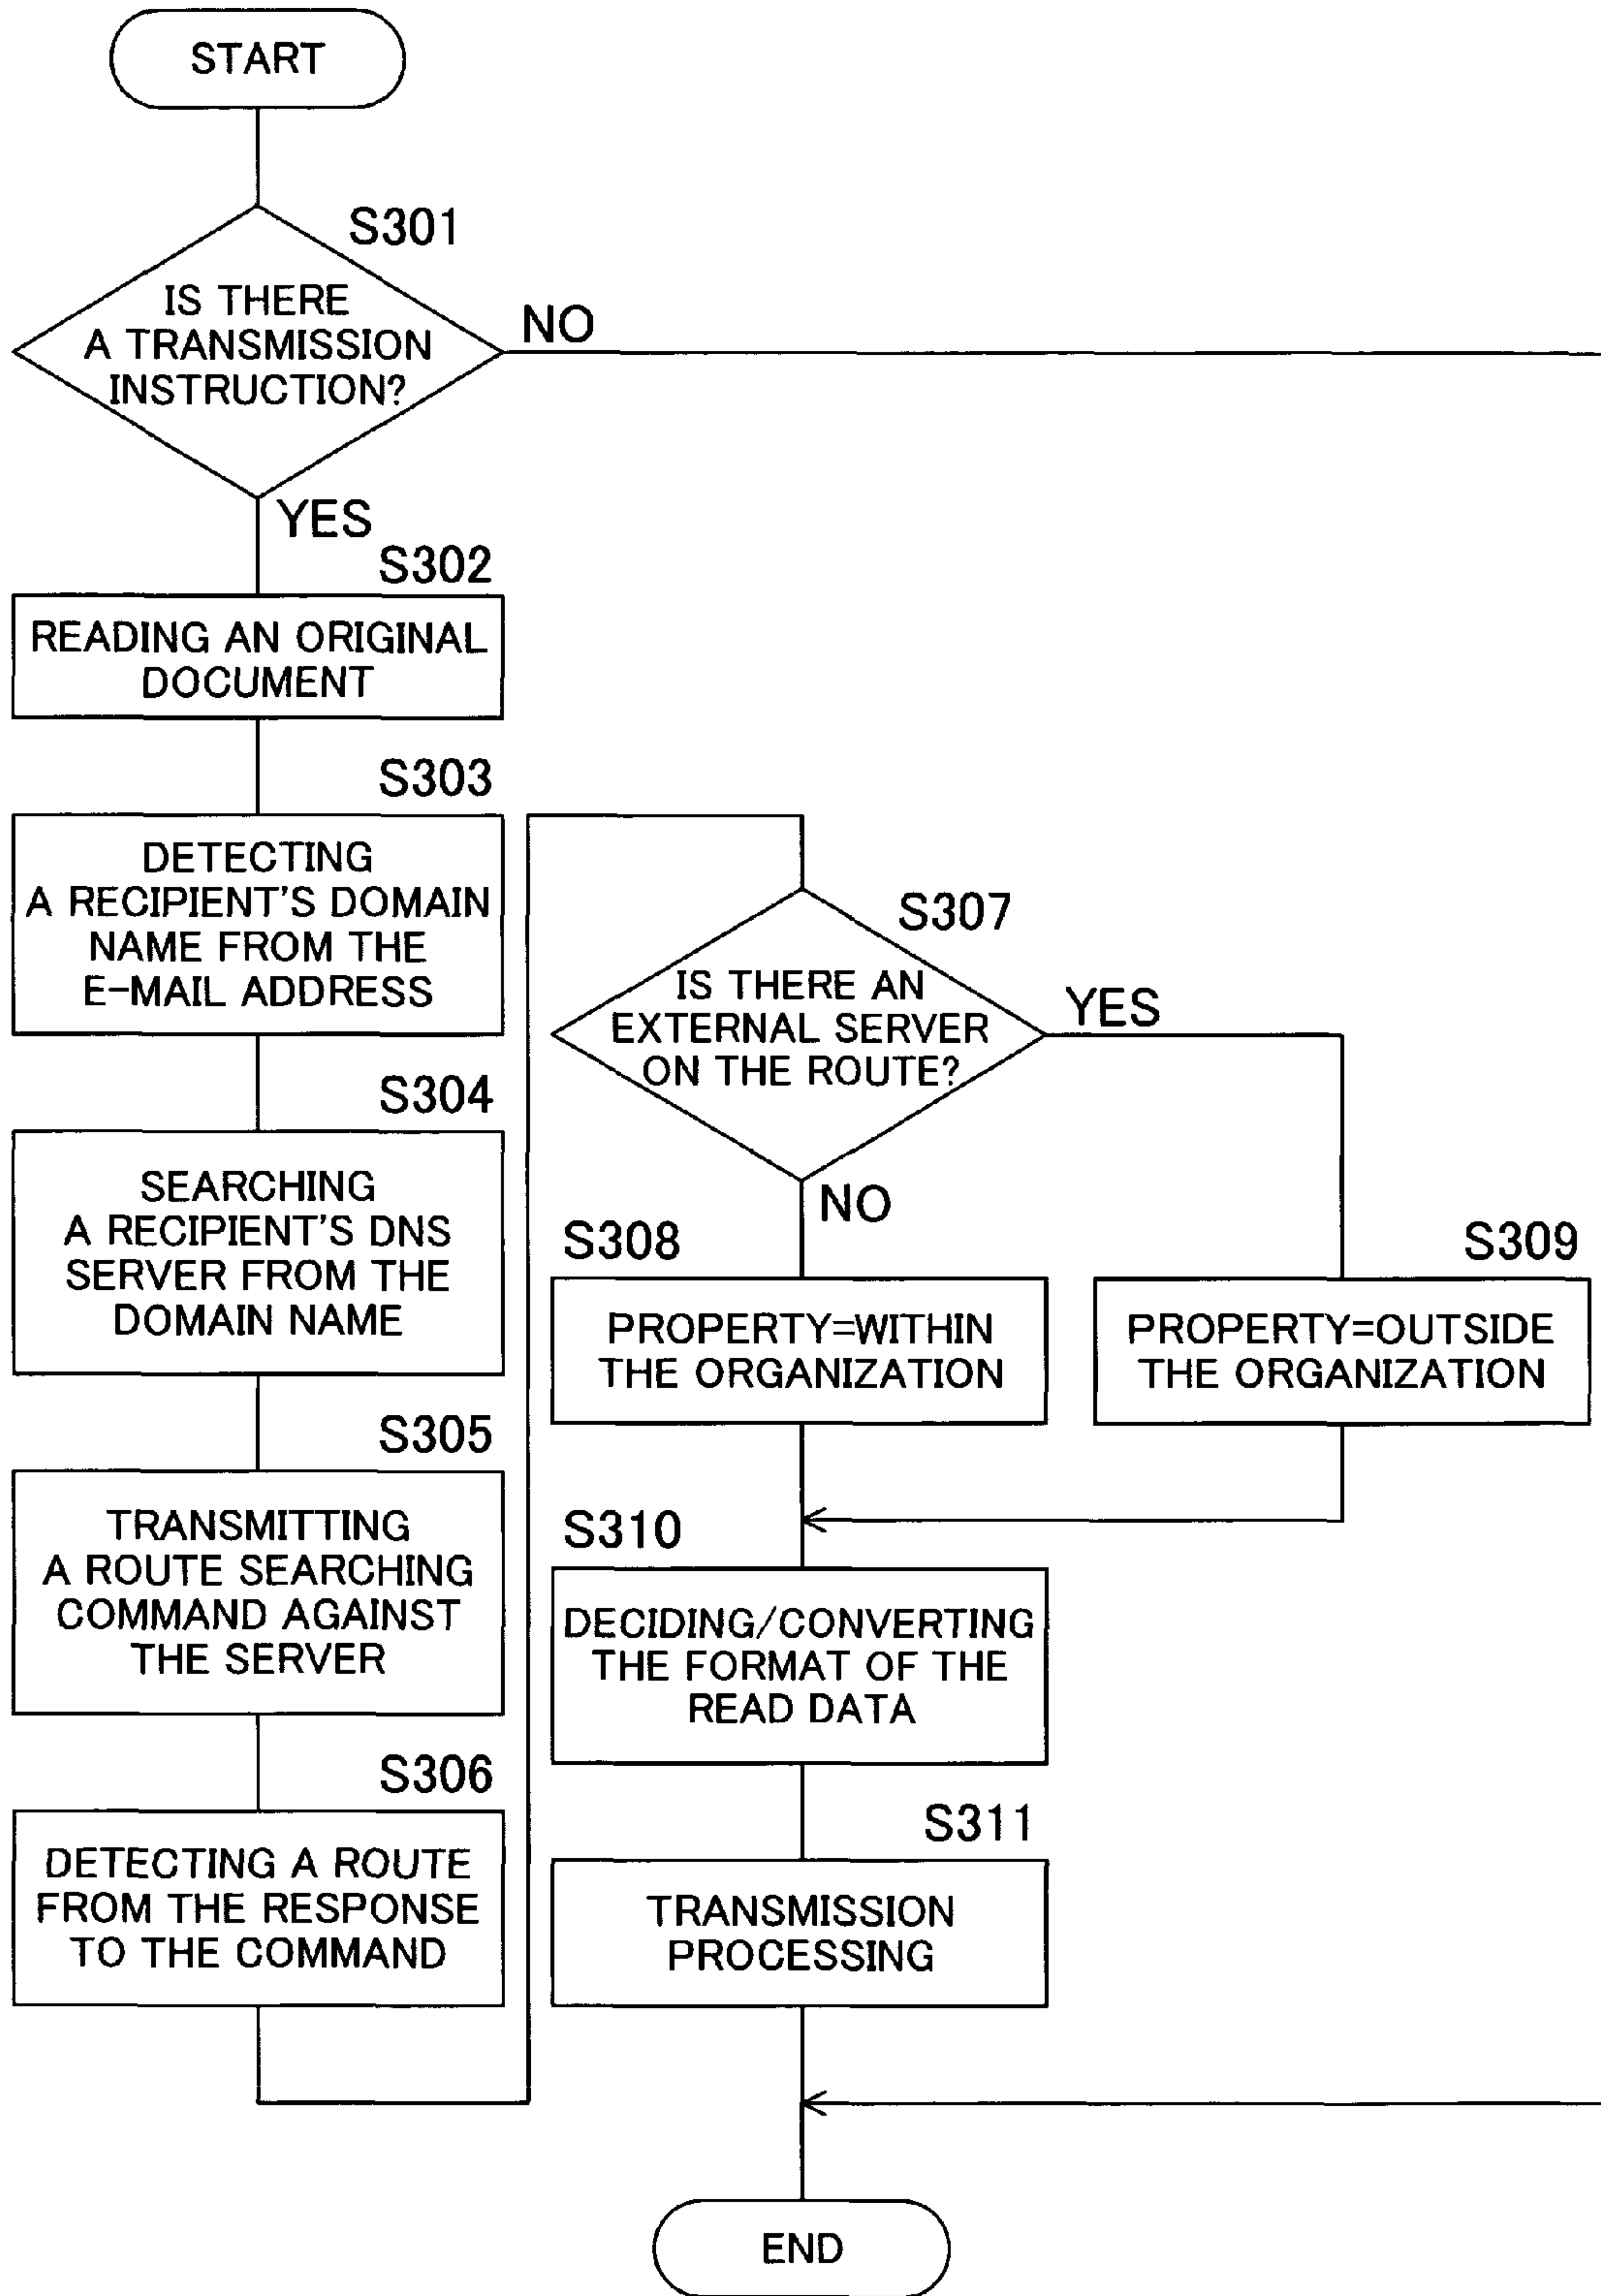 START
S301
IS THERE
A TRANSMISSION
INSTRUCTION?
NO
YES
S302
READING AN ORIGINAL
DOCUMENT
S303
DETECTING
A RECIPIENT'S DOMAIN
NAME FROM THE
E-MAIL ADDRESS
S304
SEARCHING
A RECIPIENT'S DNS
SERVER FROM THE
DOMAIN NAME
S305
TRANSMITTING
A ROUTE SEARCHING
COMMAND AGAINST
THE SERVER
S306
DETECTING A ROUTE
FROM THE RESPONSE
TO THE COMMAND
S307
IS THERE AN
EXTERNAL SERVER
ON THE ROUTE?
YES
NO
S308
PROPERTY=WITHIN
THE ORGANIZATION
S309
PROPERTY=OUTSIDE
THE ORGANIZATION
S310
DECIDING/CONVERTING
THE FORMAT OF THE
READ DATA
S311
TRANSMISSION
PROCESSING
END